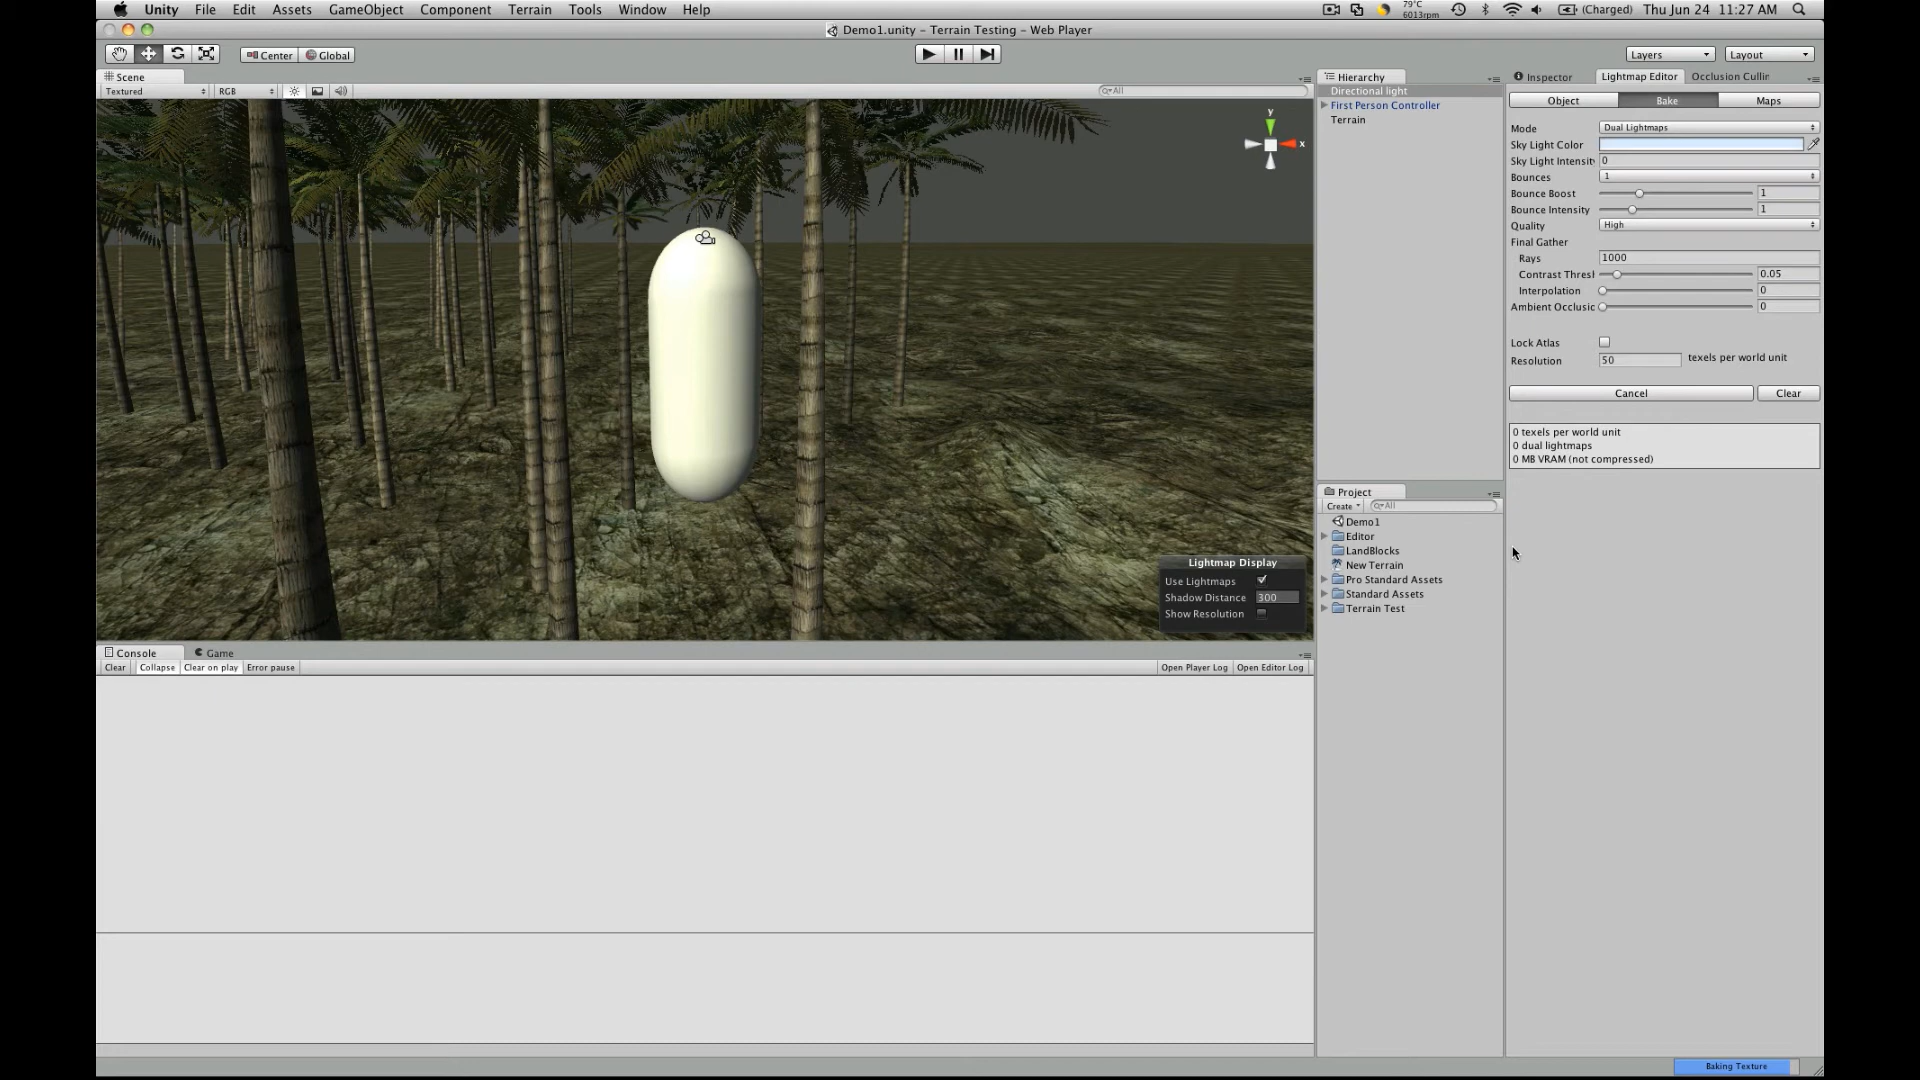 Unity File Edit Assets GameObject Component Terrain Tools Window Help
79°C
6013rpm
(Charged) Thu Jun 24 11:27 AM
Demo1.unity – Terrain Testing – Web Player
Center Global
Layers Layout
Scene
Textured RGB All
y
x
Lightmap Display
Use Lightmaps
Shadow Distance 300
Show Resolution
Console Game
Clear Collapse Clear on play Error pause Open Player Log Open Editor Log
Hierarchy
Directional light
First Person Controller
Terrain
Project
Create All
Demo1
Editor
LandBlocks
New Terrain
Pro Standard Assets
Standard Assets
Terrain Test
Inspector Lightmap Editor Occlusion Cullin
Object Bake Maps
Mode Dual Lightmaps
Sky Light Color
Sky Light Intensit 0
Bounces 1
Bounce Boost 1
Bounce Intensity 1
Quality High
Final Gather
Rays 1000
Contrast Thresl 0.05
Interpolation 0
Ambient Occlusic 0
Lock Atlas
Resolution 50 texels per world unit
Cancel Clear
0 texels per world unit
0 dual lightmaps
0 MB VRAM (not compressed)
Baking Texture